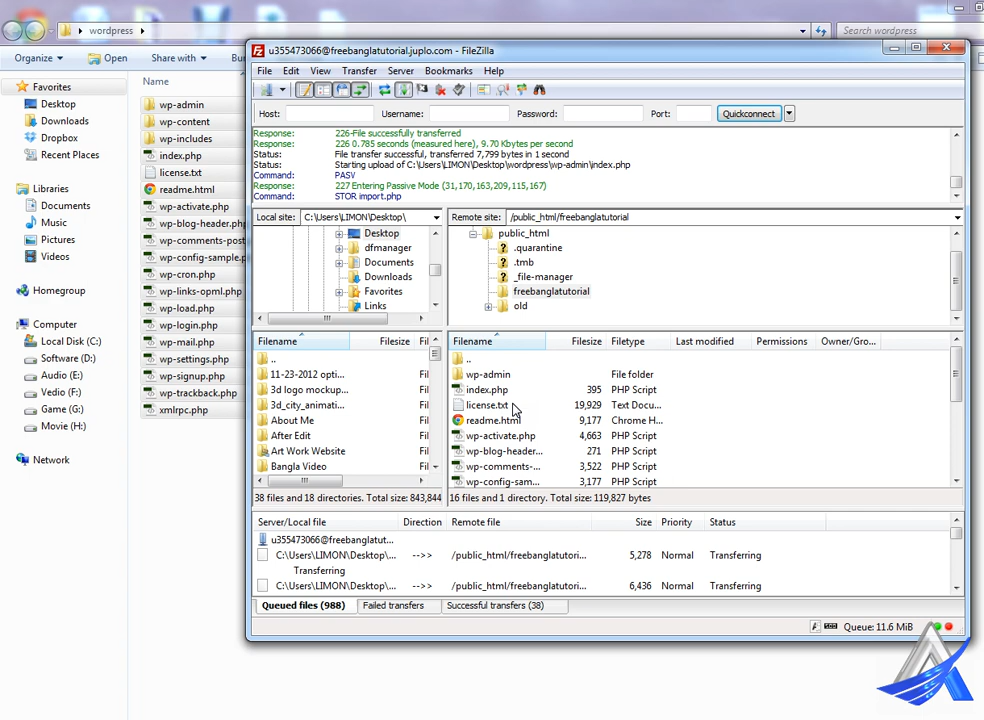 wordpress
Search wordpress
Organize
Open
Share with
Favorites
Desktop
Downloads
Dropbox
Recent Places
Libraries
Documents
Music
Pictures
Videos
Homegroup
Computer
Local Disk (C:)
Software (D:)
Audio (E:)
Vedio (F:)
Game (G:)
Movie (H:)
Network
Name
wp-admin
wp-content
wp-includes
index.php
license.txt
readme.html
wp-activate.php
wp-blog-header.php
wp-comments-post
wp-config-sample.p
wp-cron.php
wp-links-opml.php
wp-load.php
wp-login.php
wp-mail.php
wp-settings.php
wp-signup.php
wp-trackback.php
xmlrpc.php
u355473066@freebanglatutorial.juplo.com - FileZilla
File Edit View Transfer Server Bookmarks Help
Host: Username: Password: Port: Quickconnect
Response: 226-File successfully transferred
Response: 226 0.785 seconds (measured here), 9.70 Kbytes per second
Status: File transfer successful, transferred 7,799 bytes in 1 second
Status: Starting upload of C:\Users\LIMON\Desktop\wordpress\wp-admin\index.php
Command: PASV
Response: 227 Entering Passive Mode (31,170,163,209,115,167)
Command: STOR import.php
Local site: C:\Users\LIMON\Desktop\
Desktop
dfmanager
Documents
Downloads
Favorites
Links
Remote site: /public_html/freebanglatutorial
public_html
.quarantine
.tmb
_file-manager
freebanglatutorial
old
Filename Filesize Fil
..
11-23-2012 opti... Fil
3d logo mockup... Fil
3d_city_animati... Fil
About Me Fil
After Edit Fil
Art Work Website Fil
Bangla Video Fil
38 files and 18 directories. Total size: 843,844
Filename Filesize Filetype Last modified Permissions Owner/Gro...
..
wp-admin File folder
index.php 395 PHP Script
license.txt 19,929 Text Docu...
readme.html 9,177 Chrome H...
wp-activate.php 4,663 PHP Script
wp-blog-header... 271 PHP Script
wp-comments-... 3,522 PHP Script
wp-config-sam... 3,177 PHP Script
16 files and 1 directory. Total size: 119,827 bytes
Server/Local file Direction Remote file Size Priority Status
u355473066@freebanglatut...
C:\Users\LIMON\Desktop\... -->> /public_html/freebanglatutori... 5,278 Normal Transferring
Transferring
C:\Users\LIMON\Desktop\... -->> /public_html/freebanglatutori... 6,436 Normal Transferring
Queued files (988) Failed transfers Successful transfers (38)
Queue: 11.6 MiB